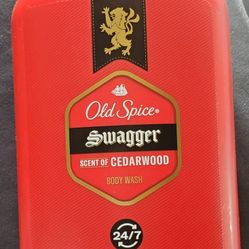 Old Spice®
Swagger
SCENT OF CEDARWOOD
BODY WASH
24/7